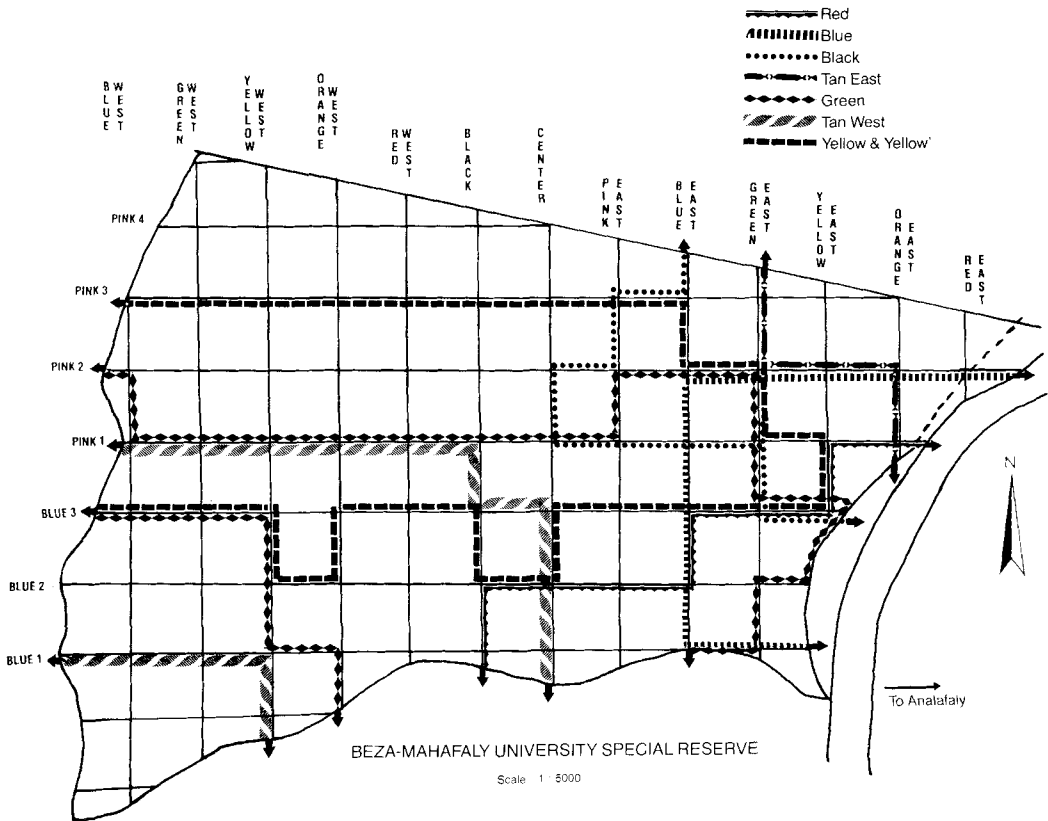 Red
Blue
Black
Tan East
Green
Tan West
Yellow & Yellow'
BLUE WEST
GREEN WEST
YELLOW WEST
ORANGE WEST
RED WEST
BLACK
CENTER
PINK EAST
BLUE EAST
GREEN EAST
YELLOW EAST
ORANGE EAST
RED EAST
PINK 4
PINK 3
PINK 2
PINK 1
BLUE 3
BLUE 2
BLUE 1
N
To Analafaly
BEZA-MAHAFALY UNIVERSITY SPECIAL RESERVE
Scale 1 : 5000